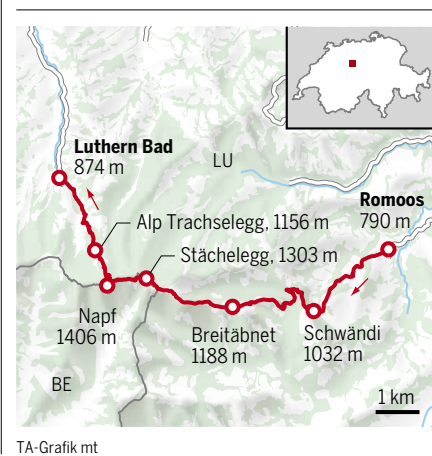 Luthern Bad
874 m
LU
Romoos
790 m
Alp Trachselegg, 1156 m
Stächelegg, 1303 m
Napf
1406 m
Breitäbnet
1188 m
Schwändi
1032 m
BE
1 km
TA-Grafik mt